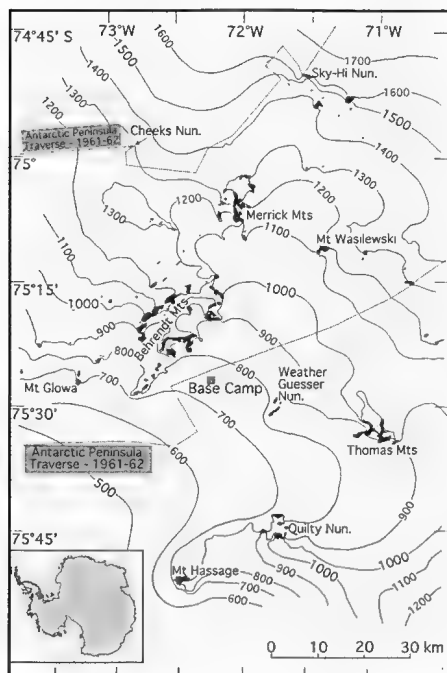 74°45' S
73°W
72°W
71°W
1600
1500
1400
1300
1200
1700
Sky-Hi Nun.
1600
1500
1400
Antarctic Peninsula
Traverse - 1961-62
Cheeks Nun.
75°
1300
1200
1200
1300
Merrick Mts
1100
Mt Wasilewski
1100
75°15'
1000
1000
900
900
Behrendt Mts
800
800
Mt Glowa
700
Base Camp
Weather
Guesser
Nun.
75°30'
700
600
Thomas Mts
Antarctic Peninsula
Traverse - 1961-62
500
900
75°45'
Quilty Nun.
1000
Mt Hassage
800
900
1000
1100
700
600
1200
0 10 20 30 km